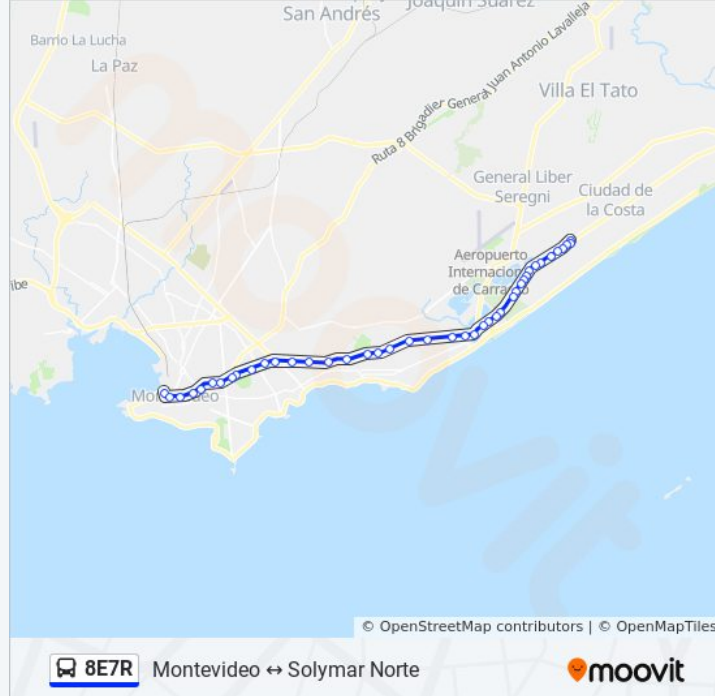 Joaquín Suárez
San Andrés
Barrio La Lucha
La Paz
General Juan Antonio Lavalleja
Villa El Tato
Ruta 8 Brigadier
General Liber
Seregni
Ciudad de
la Costa
Aeropuerto
Internacional
de Carrasco
Montevideo
moovit
© OpenStreetMap contributors | © OpenMapTiles
8E7R Montevideo ↔ Solymar Norte
moovit